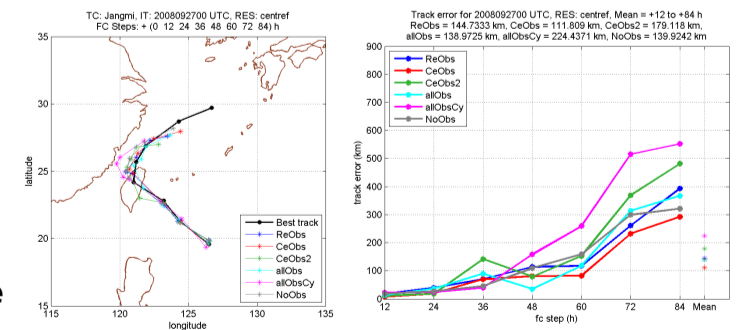 TC: Jangmi, IT: 2008092700 UTC, RES: centref
FC Steps: + (0 12 24 36 48 60 72 84) h
35
30
25
20
15
latitude
115 120 125 130 135
longitude
Best track
ReObs
CeObs
CeObs2
allObs
allObsCy
NoObs
e
Track error for 2008092700 UTC, RES: centref, Mean = +12 to +84 h
ReObs = 144.7333 km, CeObs = 111.809 km, CeObs2 = 179.118 km,
allObs = 138.9725 km, allObsCy = 224.4371 km, NoObs = 139.9242 km
900
800
700
600
500
400
300
200
100
0
track error (km)
ReObs
CeObs
CeObs2
allObs
allObsCy
NoObs
12 24 36 48 60 72 84 Mean
fc step (h)